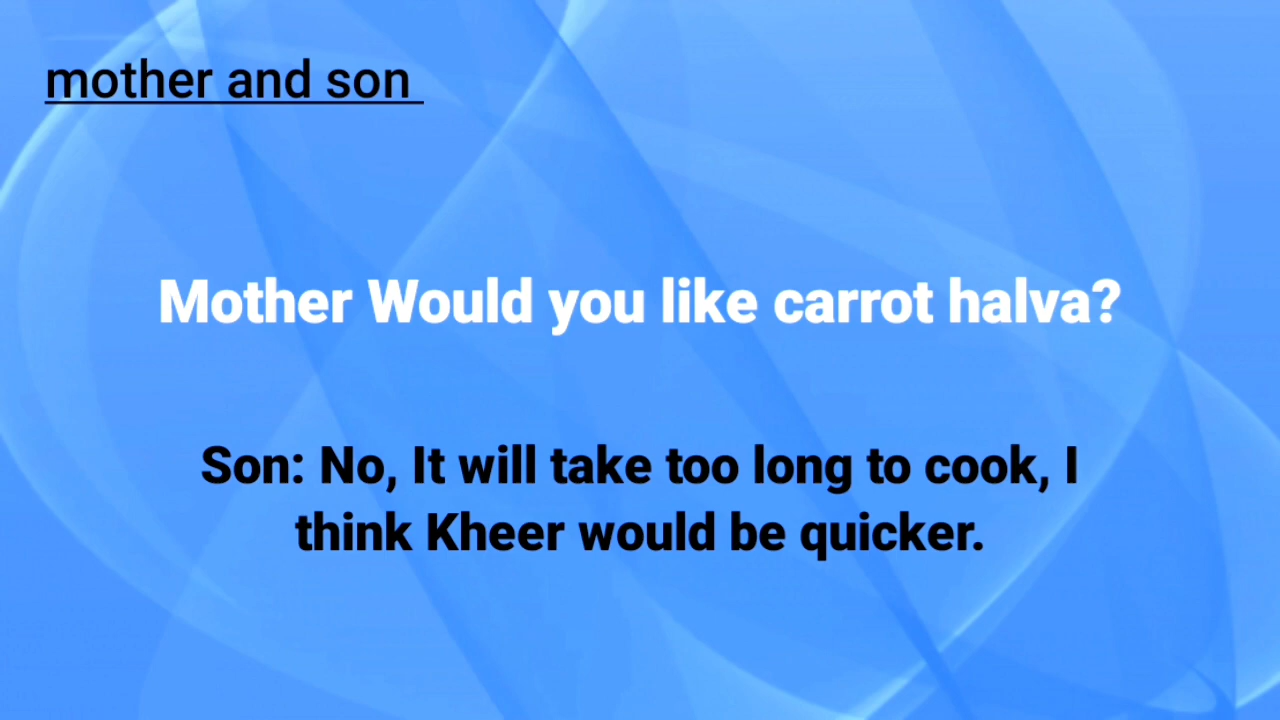 mother and son
Mother Would you like carrot halva?
Son: No, It will take too long to cook, I
think Kheer would be quicker.